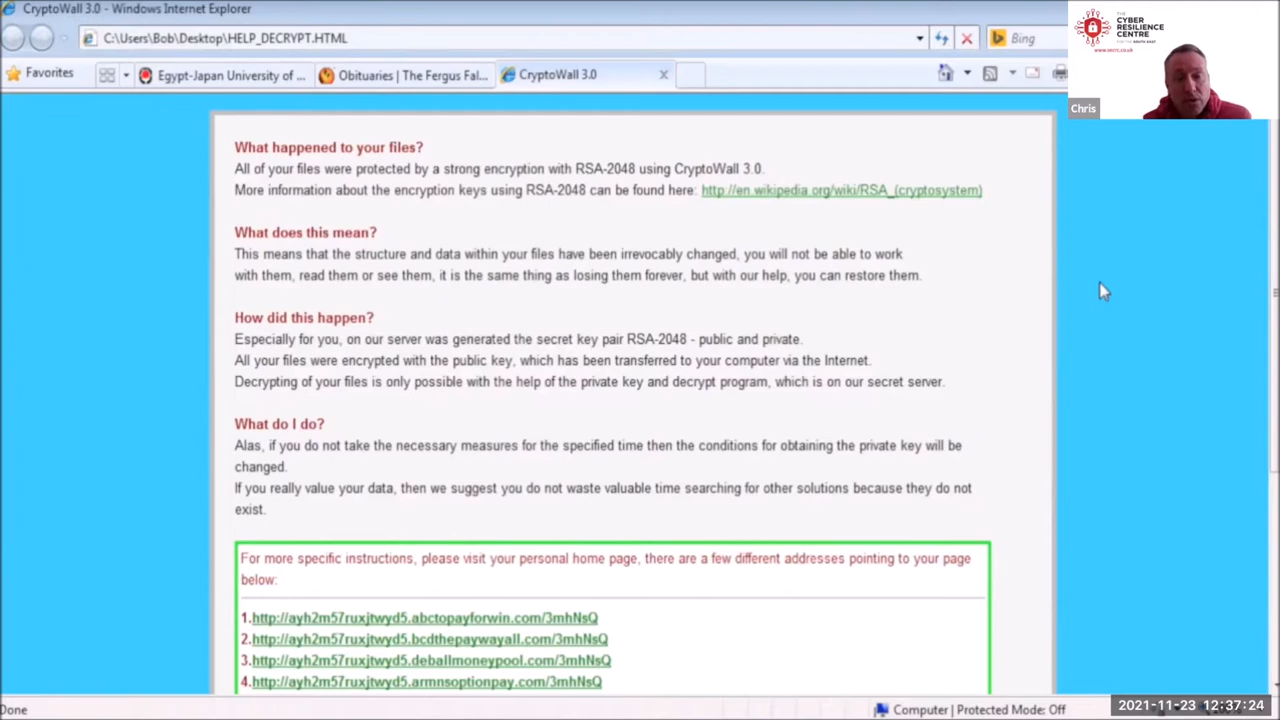 CryptoWall 3.0 - Windows Internet Explorer
C:\Users\Bob\Desktop\HELP_DECRYPT.HTML
Bing
THE
CYBER
RESILIENCE
CENTRE
FOR THE SOUTH EAST
www.secrc.co.uk
Chris
Favorites
Egypt-Japan University of ...
Obituaries | The Fergus Fal...
CryptoWall 3.0
What happened to your files?
All of your files were protected by a strong encryption with RSA-2048 using CryptoWall 3.0.
More information about the encryption keys using RSA-2048 can be found here: http://en.wikipedia.org/wiki/RSA_(cryptosystem)
What does this mean?
This means that the structure and data within your files have been irrevocably changed, you will not be able to work
with them, read them or see them, it is the same thing as losing them forever, but with our help, you can restore them.
How did this happen?
Especially for you, on our server was generated the secret key pair RSA-2048 - public and private.
All your files were encrypted with the public key, which has been transferred to your computer via the Internet.
Decrypting of your files is only possible with the help of the private key and decrypt program, which is on our secret server.
What do I do?
Alas, if you do not take the necessary measures for the specified time then the conditions for obtaining the private key will be
changed.
If you really value your data, then we suggest you do not waste valuable time searching for other solutions because they do not
exist.
For more specific instructions, please visit your personal home page, there are a few different addresses pointing to your page
below:
1.http://ayh2m57ruxjtwyd5.abctopayforwin.com/3mhNsQ
2.http://ayh2m57ruxjtwyd5.bcdthepaywayall.com/3mhNsQ
3.http://ayh2m57ruxjtwyd5.deballmoneypool.com/3mhNsQ
4.http://ayh2m57ruxjtwyd5.armnsoptionpay.com/3mhNsQ
Done
Computer | Protected Mode: Off
2021-11-23 12:37:24